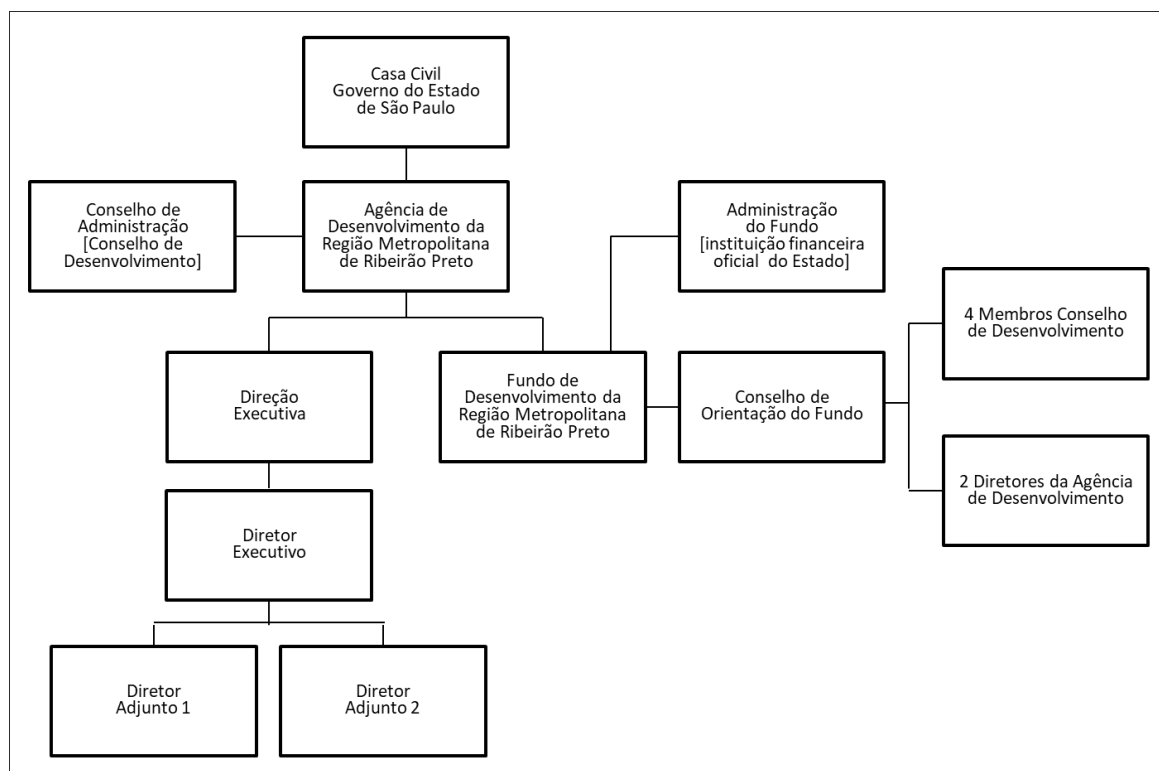 Casa Civil
Governo do Estado
de São Paulo
Conselho de
Administração
[Conselho de
Desenvolvimento]
Agência de
Desenvolvimento da
Região Metropolitana
de Ribeirão Preto
Administração
do Fundo
[instituição financeira
oficial do Estado]
4 Membros Conselho
de Desenvolvimento
Direção
Executiva
Fundo de
Desenvolvimento da
Região Metropolitana
de Ribeirão Preto
Conselho de
Orientação do Fundo
2 Diretores da Agência
de Desenvolvimento
Diretor
Executivo
Diretor
Adjunto 1
Diretor
Adjunto 2